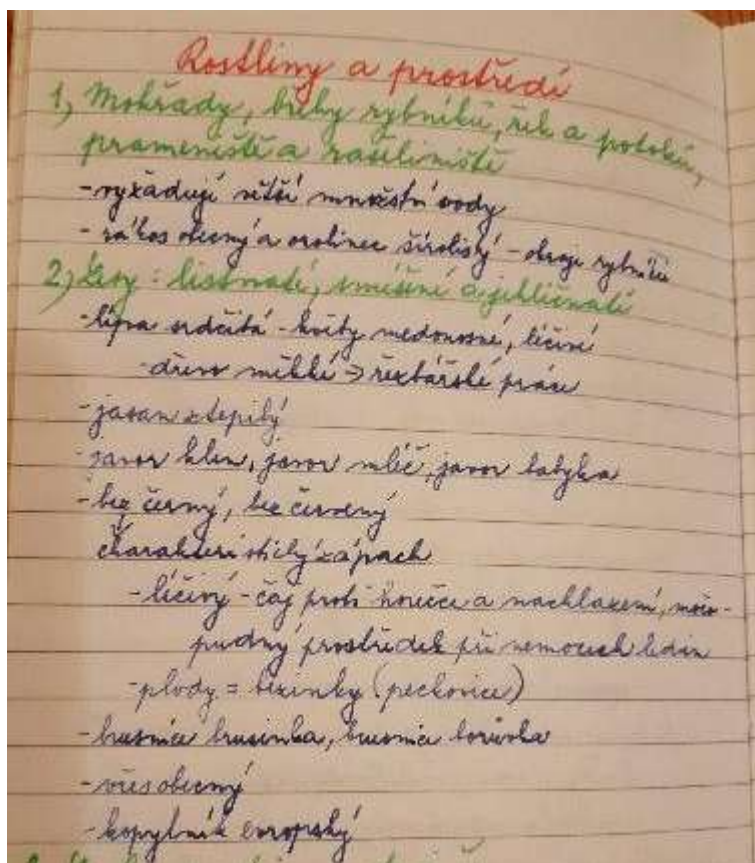 Rostliny a prostředí
1, Mokřady, břehy rybníků, řek a potoků,
prameniště a rašeliniště
- vyžadují větší množství vody
- rákos obecný a orobinec širolistý - okraje rybníků
2, Lesy: listnaté, smíšené a jehličnaté
- lípa srdčitá - květy medonosné, léčivé
- dřevo měkké → řezbářské práce
- jasan ztepilý
- javor klen, javor mléč, javor babyka
- bez černý, bez červený
charakteristický zápach
- léčivý - čaj proti horečce a nachlazení, močo-
pudný prostředek při nemocech ledvin
- plody = bezinky (peckovice)
- brusnice brusinka, brusnice borůvka
- vřes obecný
- kopytník evropský